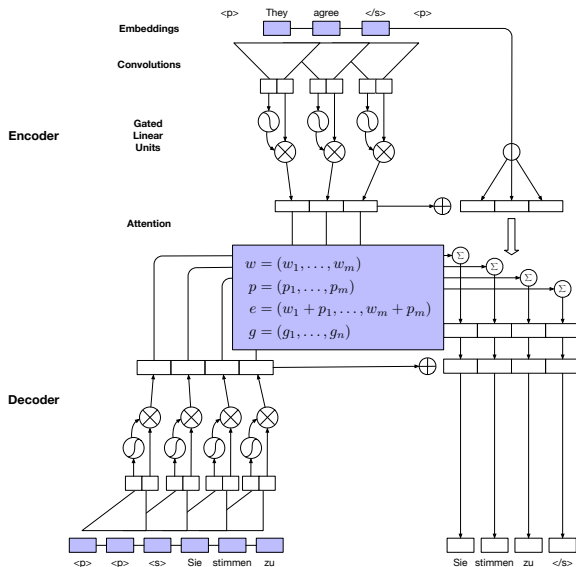 <p> They agree </s> <p>
Embeddings
Convolutions
Encoder
Gated
Linear
Units
Attention
w = (w₁, . . . , wₘ)
p = (p₁, . . . , pₘ)
e = (w₁ + p₁, . . . , wₘ + pₘ)
g = (g₁, . . . , gₙ)
Σ
Σ
Σ
Σ
Decoder
<p> <p> <s> Sie stimmen zu
Sie stimmen zu </s>